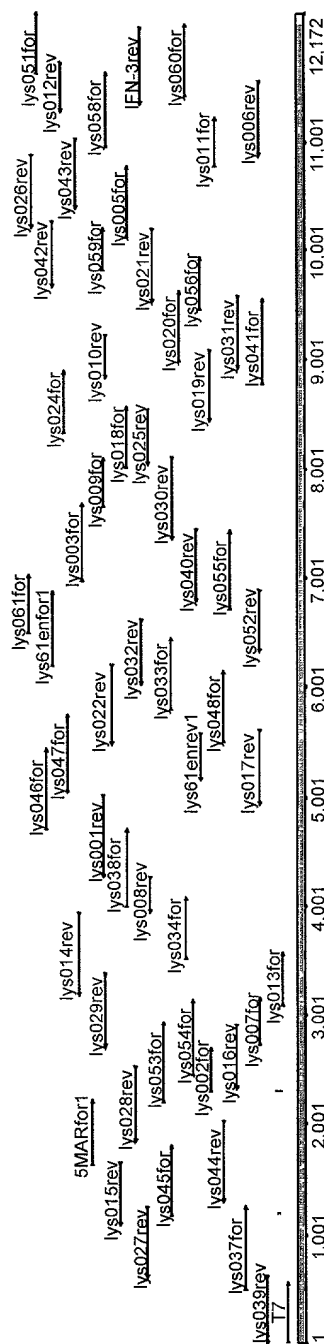 lys061for lys026rev
lys051for
lys046for lys61enfor1 lys042rev lys012rev
lys047for lys024for lys043rev
lys014rev lys003for
5MARfor1
lys029rev lys001rev lys022rev lys009for lys010rev lys059for lys058for
lys015rev lys038for lys018for lys005for
lys028rev lys032rev lys025rev IFN-3rev
lys027rev lys008rev lys021rev
lys045for lys053for lys033for lys030rev
lys034for lys020for lys060for
lys054for lys61enrev1 lys040rev lys019rev lys056for
lys002for lys048for lys055for lys011for
lys044rev lys016rev lys031rev
lys037for lys007for lys017rev lys052rev lys041for lys006rev
lys039rev lys013for
T7
1 1.001 2.001 3.001 4.001 5.001 6.001 7.001 8.001 9.001 10.001 11.001 12.172